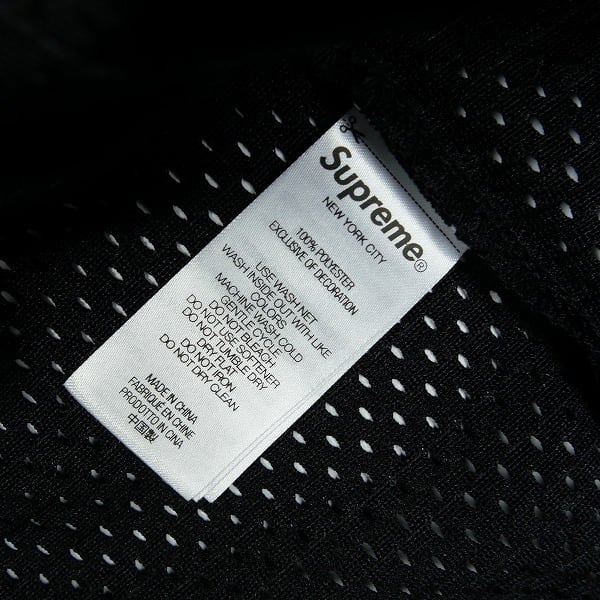 Supreme®
NEW YORK CITY
100% POLYESTER
EXCLUSIVE OF DECORATION
USE WASH NET
WASH INSIDE OUT WITH LIKE
COLORS
MACHINE WASH COLD
GENTLE CYCLE
DO NOT BLEACH
DO NOT USE SOFTENER
DO NOT TUMBLE DRY
DRY FLAT
DO NOT IRON
DO NOT DRY CLEAN
MADE IN CHINA
FABRIQUÉ EN CHINE
PRODOTTO IN CINA
中国製